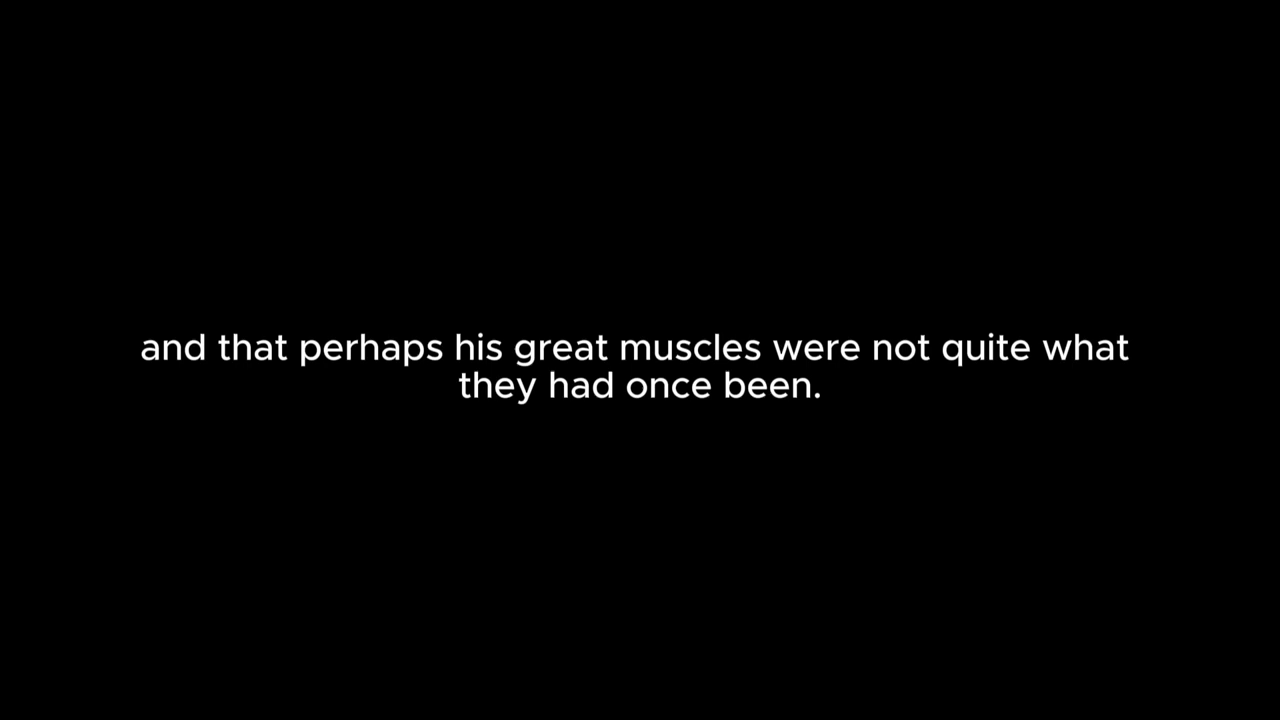 and that perhaps his great muscles were not quite what
they had once been.